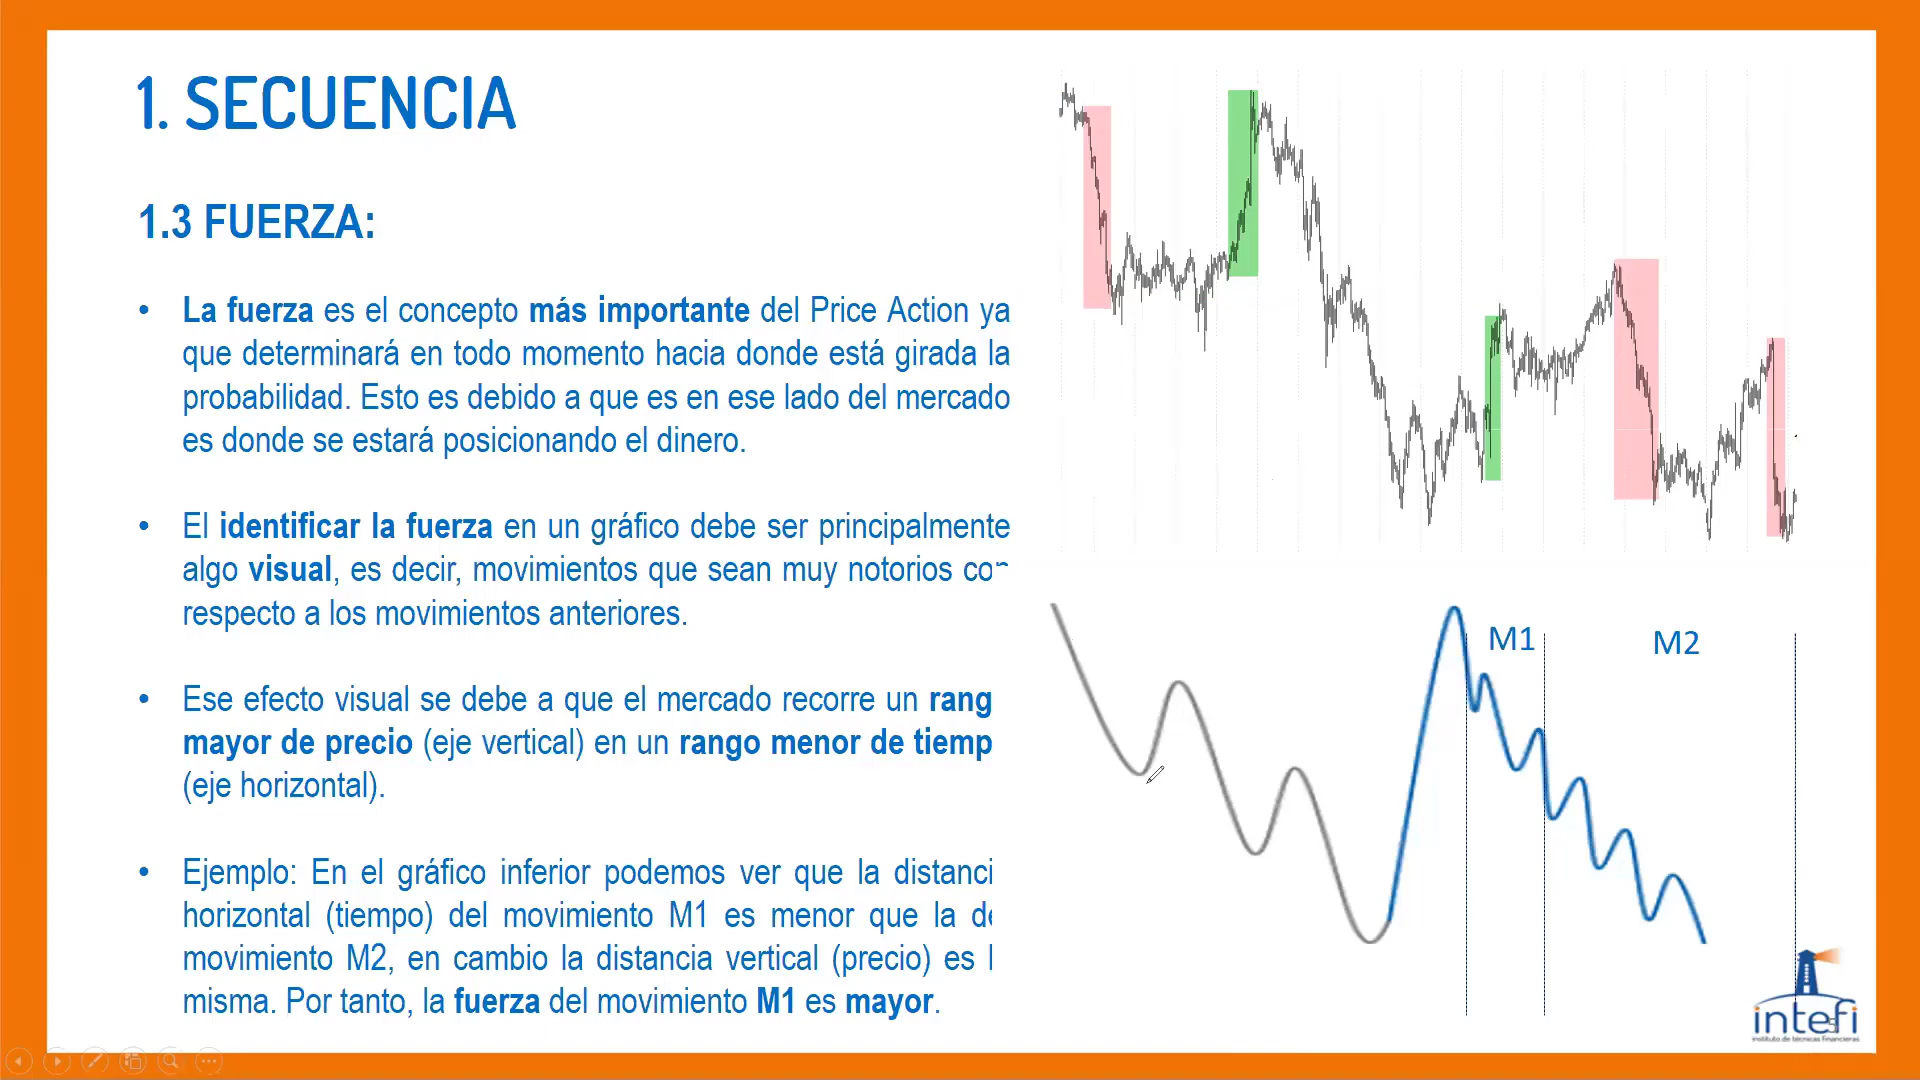 1. SECUENCIA
1.3 FUERZA:
• La fuerza es el concepto más importante del Price Action ya
que determinará en todo momento hacia donde está girada la
probabilidad. Esto es debido a que es en ese lado del mercado
es donde se estará posicionando el dinero.
• El identificar la fuerza en un gráfico debe ser principalmente
algo visual, es decir, movimientos que sean muy notorios con
respecto a los movimientos anteriores.
• Ese efecto visual se debe a que el mercado recorre un rang
mayor de precio (eje vertical) en un rango menor de tiemp
(eje horizontal).
• Ejemplo: En el gráfico inferior podemos ver que la distanci
horizontal (tiempo) del movimiento M1 es menor que la de
movimiento M2, en cambio la distancia vertical (precio) es l
misma. Por tanto, la fuerza del movimiento M1 es mayor.
M1
M2
intefi
instituto de técnicas financieras